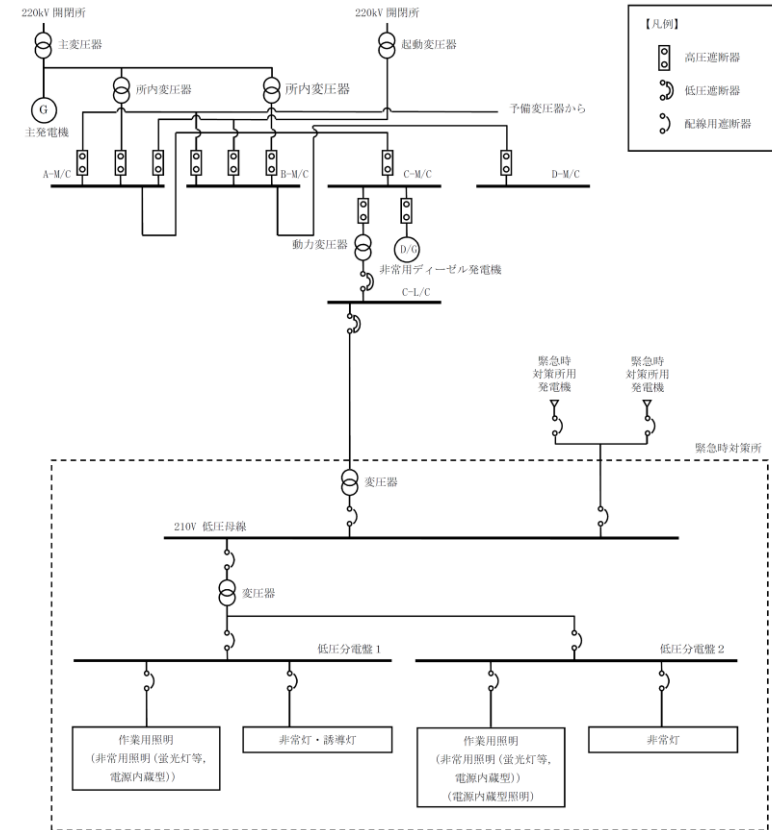 220kV 開閉所
220kV 開閉所
【凡例】
主変圧器
起動変圧器
高圧遮断器
所内変圧器
所内変圧器
低圧遮断器
G
予備変圧器から
主発電機
配線用遮断器
A-M/C
B-M/C
C-M/C
D-M/C
動力変圧器
D/G
非常用ディーゼル発電機
C-L/C
緊急時
対策所用
発電機
緊急時
対策所用
発電機
緊急時対策所
変圧器
210V 低圧母線
変圧器
低圧分電盤1
低圧分電盤2
作業用照明
(非常用照明(蛍光灯等,
電源内蔵型))
非常灯・誘導灯
作業用照明
(非常用照明(蛍光灯等,
電源内蔵型))
(電源内蔵型照明)
非常灯